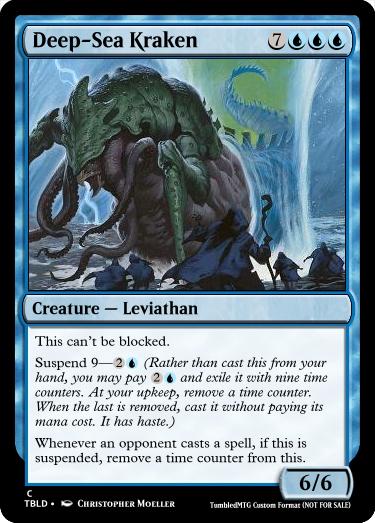 Deep-Sea Kraken 7
Creature — Leviathan
This can't be blocked.
Suspend 9—2 (Rather than cast this from your
hand, you may pay 2 and exile it with nine time
counters. At your upkeep, remove a time counter.
When the last is removed, cast it without paying its
mana cost. It has haste.)
Whenever an opponent casts a spell, if this is
suspended, remove a time counter from this.
6/6
C
TBLD • Christopher Moeller
TumbledMTG Custom Format (NOT FOR SALE)